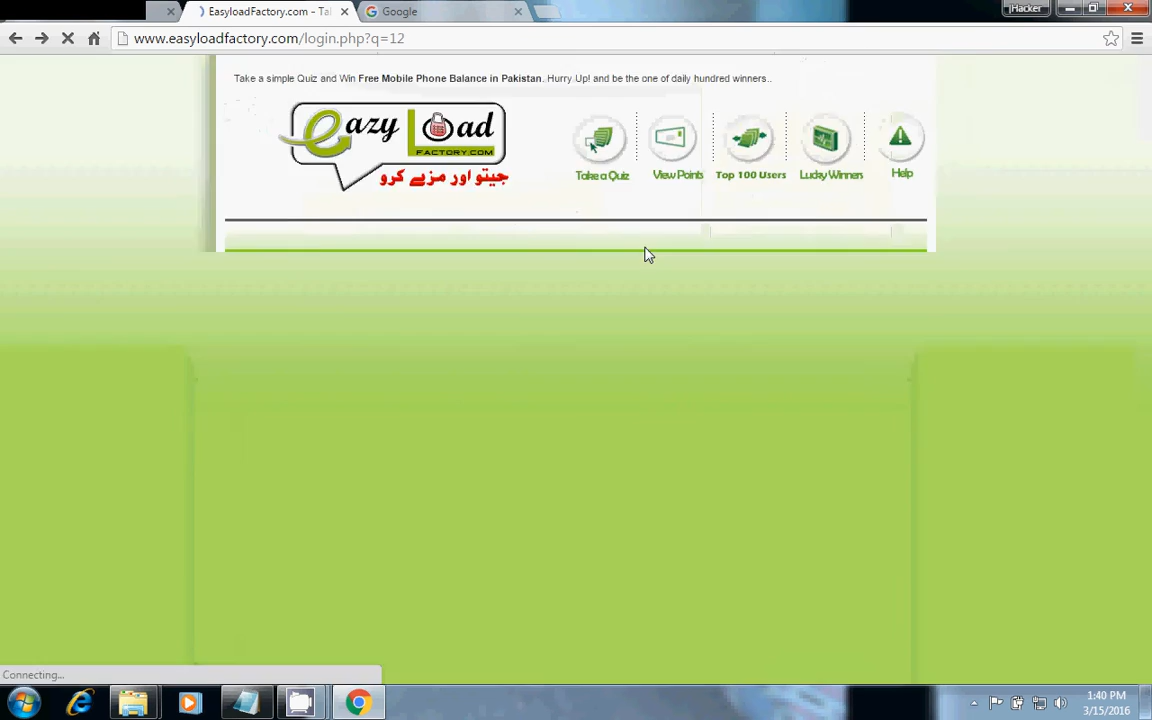 EasyloadFactory.com - Ta
Google
jHacker
www.easyloadfactory.com/login.php?q=12
Take a simple Quiz and Win Free Mobile Phone Balance in Pakistan. Hurry Up! and be the one of daily hundred winners..
eazy Load
FACTORY.COM
جیتو اور مزے کرو
Take a Quiz
View Points
Top 100 Users
Lucky Winners
Help
Connecting...
1:40 PM
3/15/2016